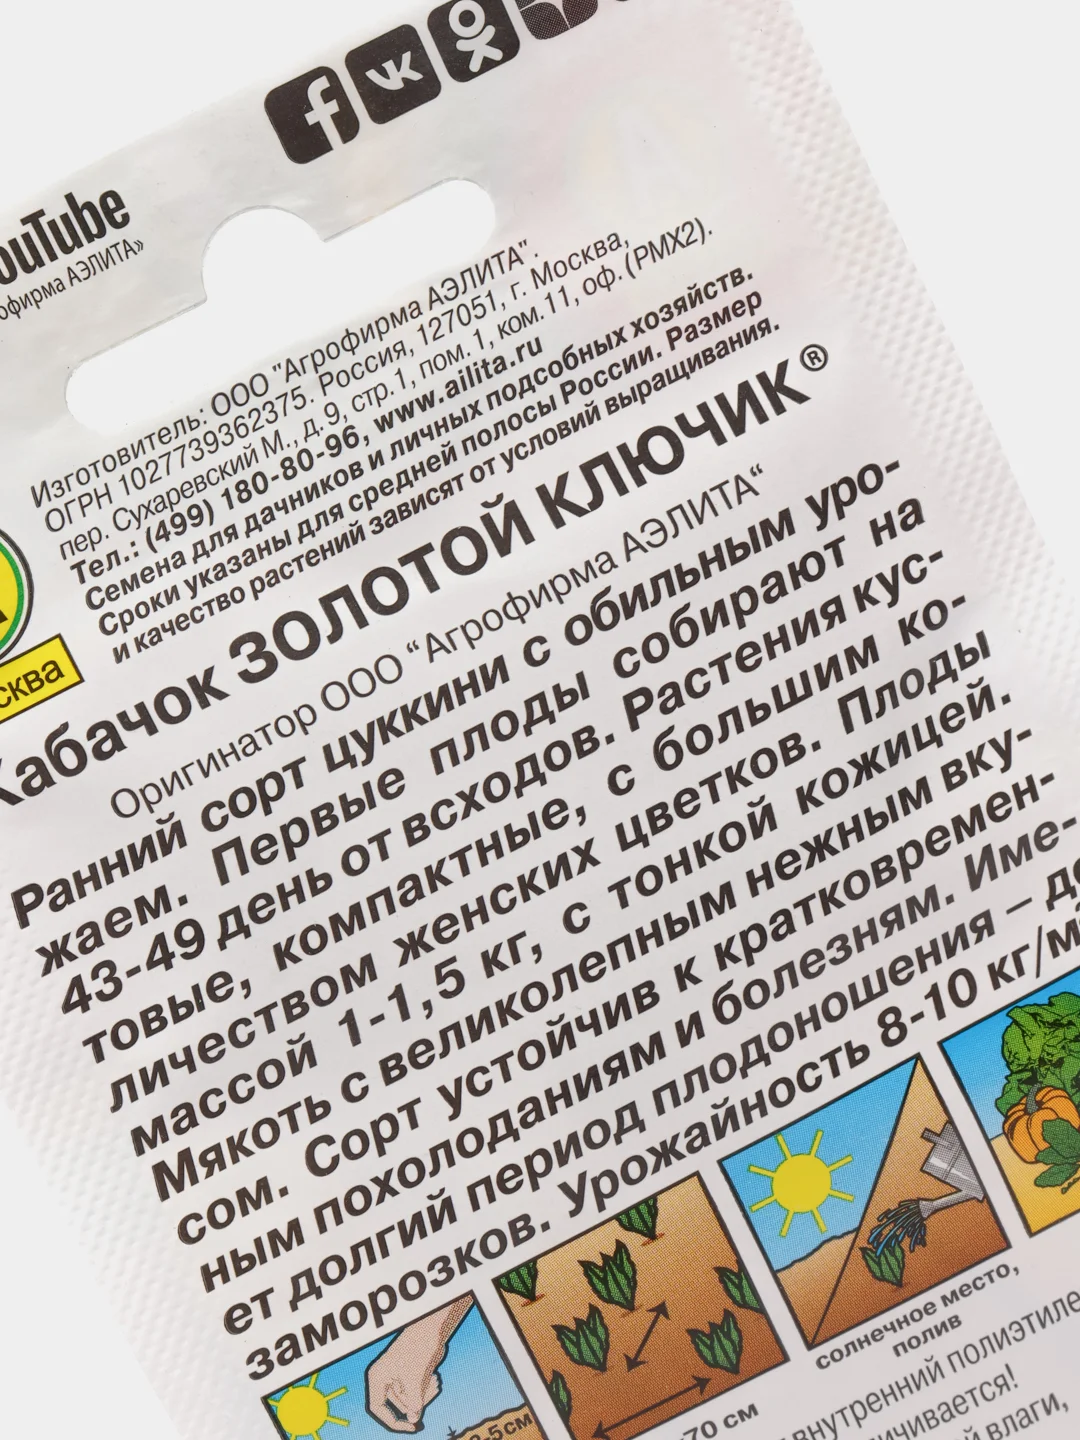 YouTube
АЭЛИТА»
Изготовитель: ООО "Агрофирма АЭЛИТА".
ОГРН 1027739362375. Россия, 127051, г. Москва,
пер. Сухаревский М., д. 9, стр. 1, пом. 1, ком. 11, оф. (РМХ2).
Тел.: (499) 180-80-96, www.ailita.ru
Семена для дачников и личных подсобных хозяйств.
Сроки указаны для средней полосы России. Размер
и качество растений зависят от условий выращивания.
Кабачок ЗОЛОТОЙ КЛЮЧИК®
Оригинатор ООО “Агрофирма АЭЛИТА“
Ранний сорт цуккини с обильным уро-
жаем. Первые плоды собирают на
43-49 день от всходов. Растения кус-
товые, компактные, с большим ко-
личеством женских цветков. Плоды
массой 1-1,5 кг, с тонкой кожицей.
Мякоть с великолепным нежным вку-
сом. Сорт устойчив к кратковремен-
ным похолоданиям и болезням. Име-
ет долгий период плодоношения – до
заморозков. Урожайность 8-10 кг/м²
солнечное место,
полив
70 см
внутренний полиэтиле
влаги,